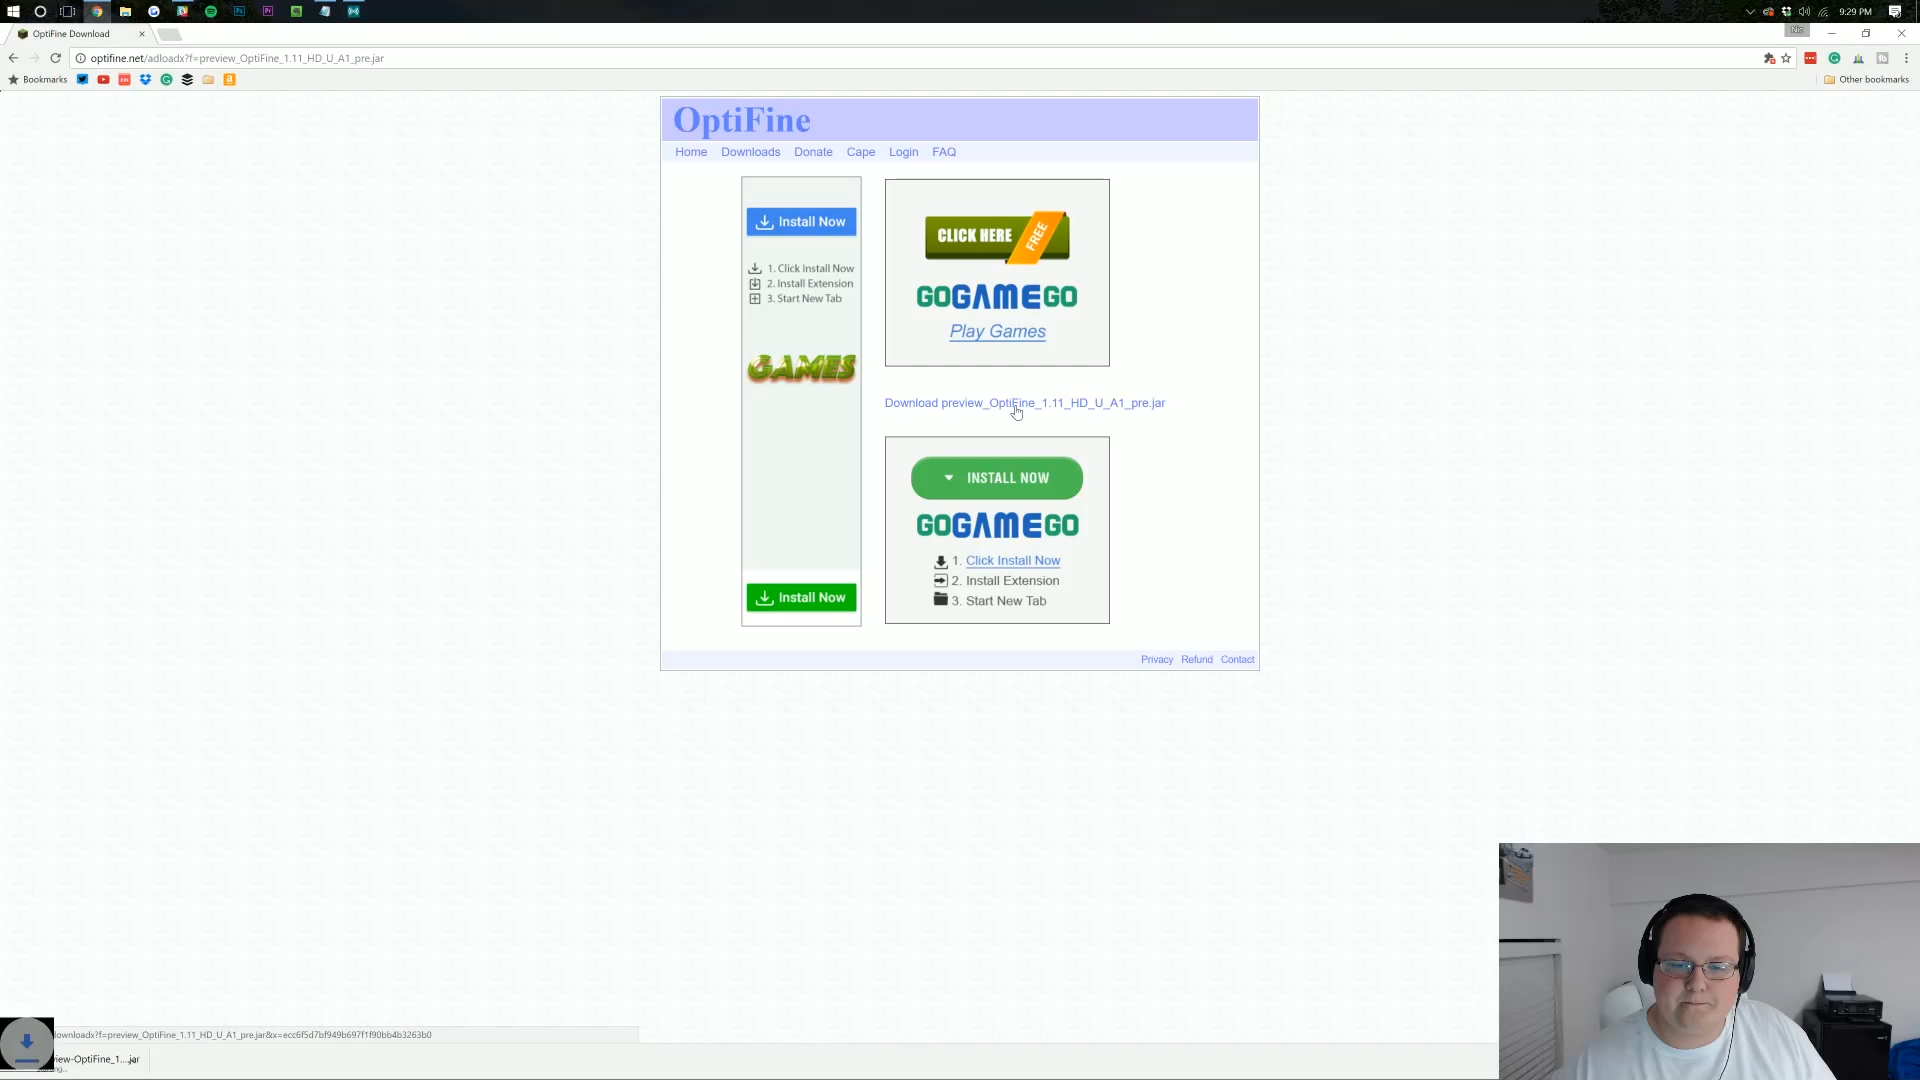 9:29 PM
OptiFine Download
Nic
optifine.net/adloadx?f=preview_OptiFine_1.11_HD_U_A1_pre.jar
Bookmarks
Other bookmarks
OptiFine
Home Downloads Donate Cape Login FAQ
Install Now
1. Click Install Now
2. Install Extension
3. Start New Tab
GAMES
Install Now
CLICK HERE FREE
GOGAMEGO
Play Games
Download preview_OptiFine_1.11_HD_U_A1_pre.jar
INSTALL NOW
GOGAMEGO
1. Click Install Now
2. Install Extension
3. Start New Tab
Privacy Refund Contact
ownloadx?f=preview_OptiFine_1.11_HD_U_A1_pre.jar&x=ecc6f5d7bf949b697f1f90bb4b3263b0
iew-OptiFine_1....jar